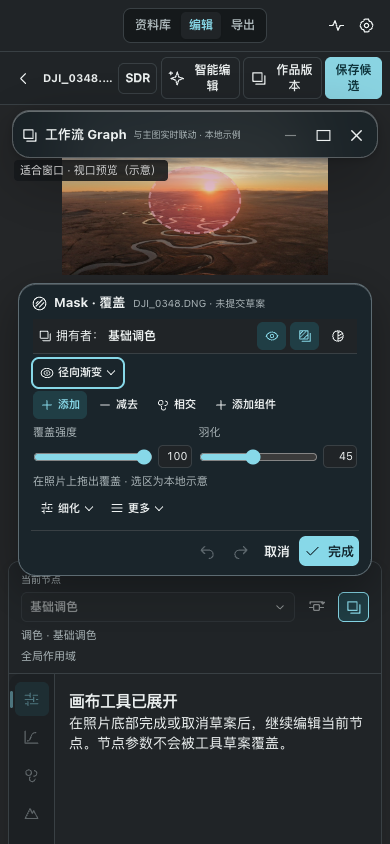 资料库 编辑 导出
DJI_0348.... SDR 智能编辑 作品版本 保存候选
工作流 Graph 与主图实时联动 · 本地示例
适合窗口 · 视口预览（示意）
Mask · 覆盖 DJI_0348.DNG · 未提交草案
拥有者： 基础调色
径向渐变
添加 减去 相交 添加组件
覆盖强度 羽化
100 45
在照片上拖出覆盖 · 选区为本地示意
细化 更多
取消 完成
当前节点
基础调色
调色 · 基础调色
全局作用域
画布工具已展开
在照片底部完成或取消草案后，继续编辑当前节
点。节点参数不会被工具草案覆盖。